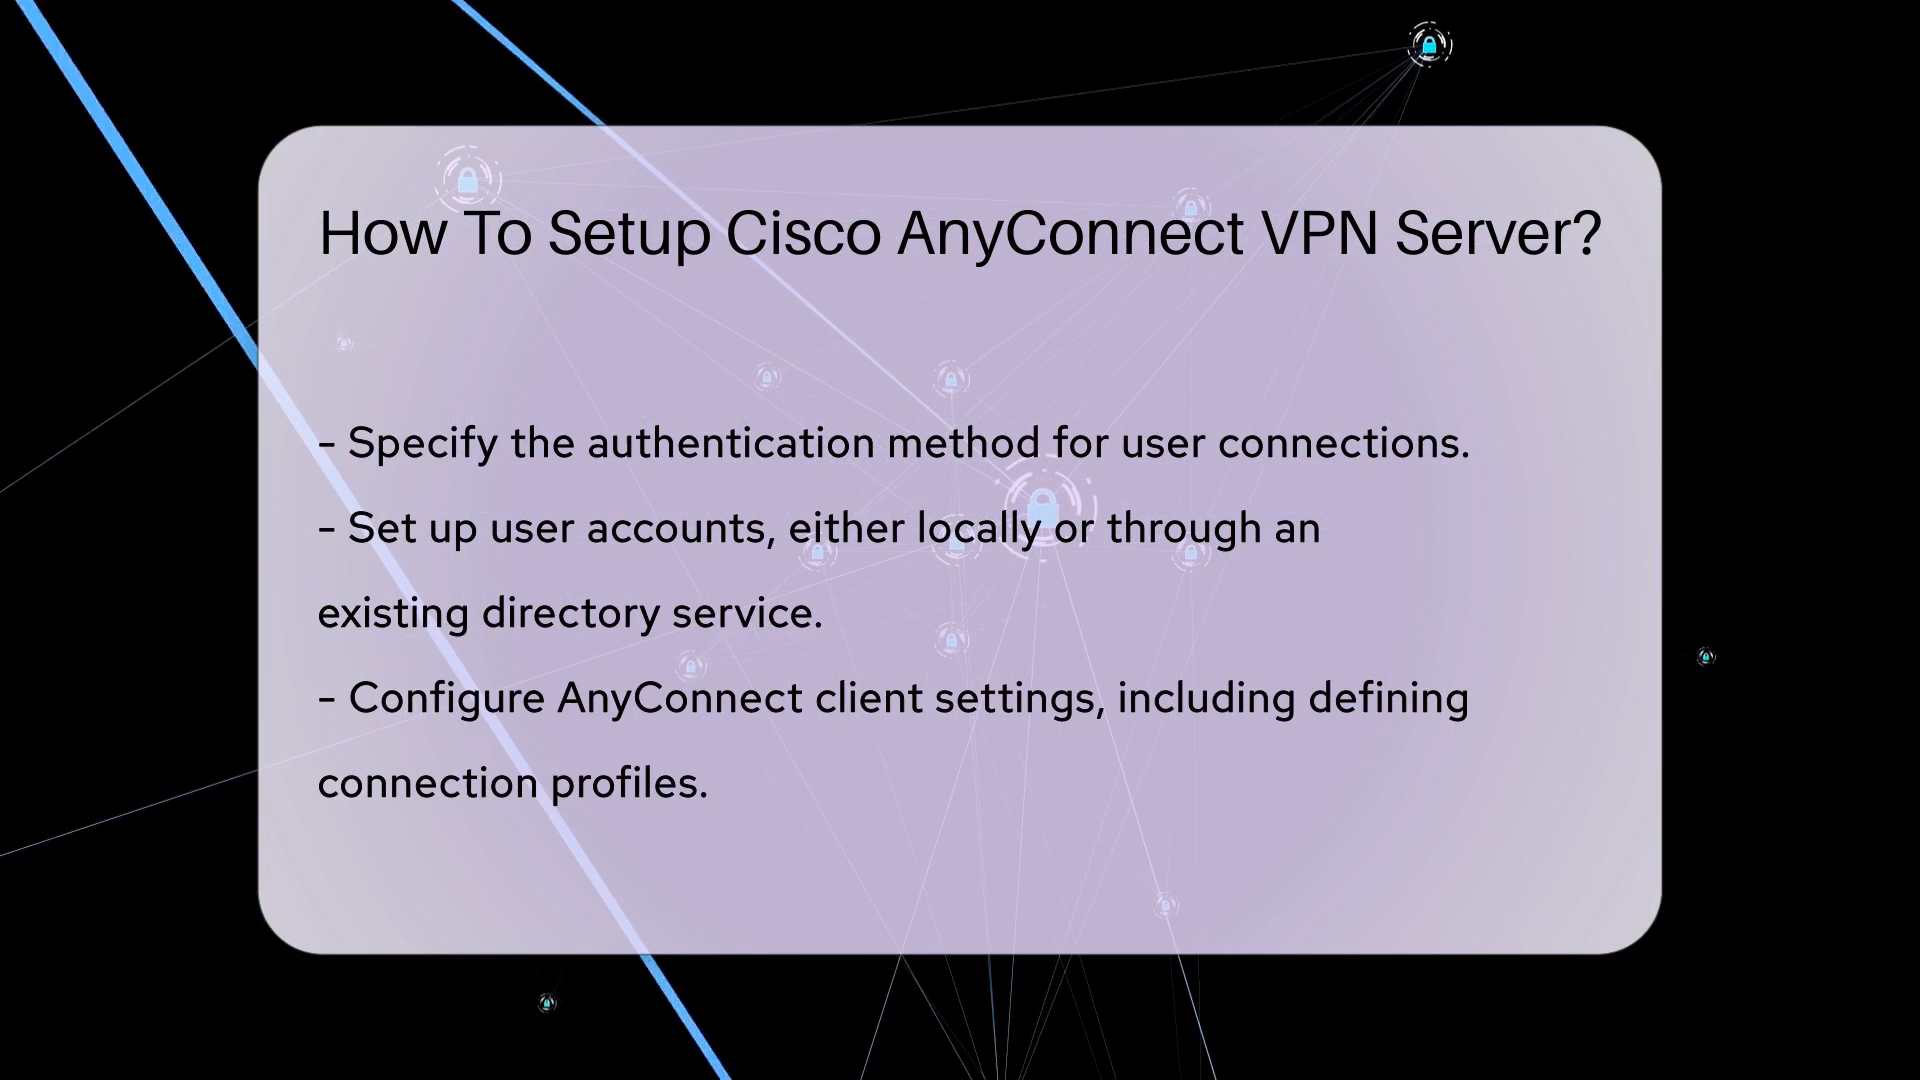 How To Setup Cisco AnyConnect VPN Server?
- Specify the authentication method for user connections.
- Set up user accounts, either locally or through an
existing directory service.
- Configure AnyConnect client settings, including defining
connection profiles.